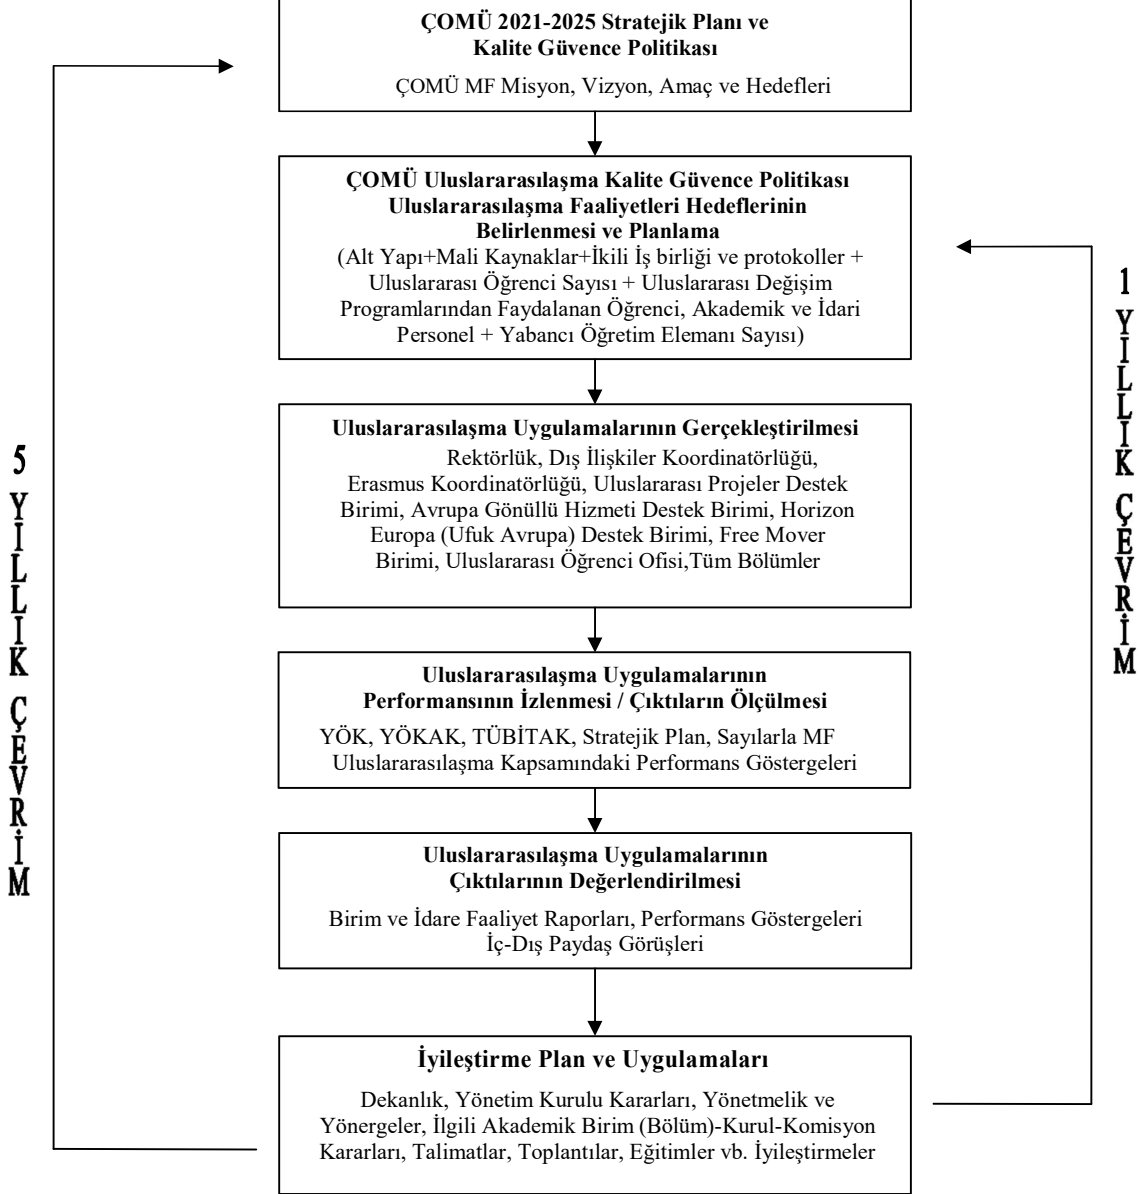 ÇOMÜ 2021-2025 Stratejik Planı ve
Kalite Güvence Politikası
ÇOMÜ MF Misyon, Vizyon, Amaç ve Hedefleri
ÇOMÜ Uluslararasılaşma Kalite Güvence Politikası
Uluslararasılaşma Faaliyetleri Hedeflerinin
Belirlenmesi ve Planlama
(Alt Yapı+Mali Kaynaklar+İkili İş birliği ve protokoller +
Uluslararası Öğrenci Sayısı + Uluslararası Değişim
Programlarından Faydalanan Öğrenci, Akademik ve İdari
Personel + Yabancı Öğretim Elemanı Sayısı)
Uluslararasılaşma Uygulamalarının Gerçekleştirilmesi
Rektörlük, Dış İlişkiler Koordinatörlüğü,
Erasmus Koordinatörlüğü, Uluslararası Projeler Destek
Birimi, Avrupa Gönüllü Hizmeti Destek Birimi, Horizon
Europa (Ufuk Avrupa) Destek Birimi, Free Mover
Birimi, Uluslararası Öğrenci Ofisi,Tüm Bölümler
Uluslararasılaşma Uygulamalarının
Performansının İzlenmesi / Çıktıların Ölçülmesi
YÖK, YÖKAK, TÜBİTAK, Stratejik Plan, Sayılarla MF
Uluslararasılaşma Kapsamındaki Performans Göstergeleri
Uluslararasılaşma Uygulamalarının
Çıktılarının Değerlendirilmesi
Birim ve İdare Faaliyet Raporları, Performans Göstergeleri
İç-Dış Paydaş Görüşleri
İyileştirme Plan ve Uygulamaları
Dekanlık, Yönetim Kurulu Kararları, Yönetmelik ve
Yönergeler, İlgili Akademik Birim (Bölüm)-Kurul-Komisyon
Kararları, Talimatlar, Toplantılar, Eğitimler vb. İyileştirmeler
5 YILLIK ÇEVRİM
1 YILLIK ÇEVRİM